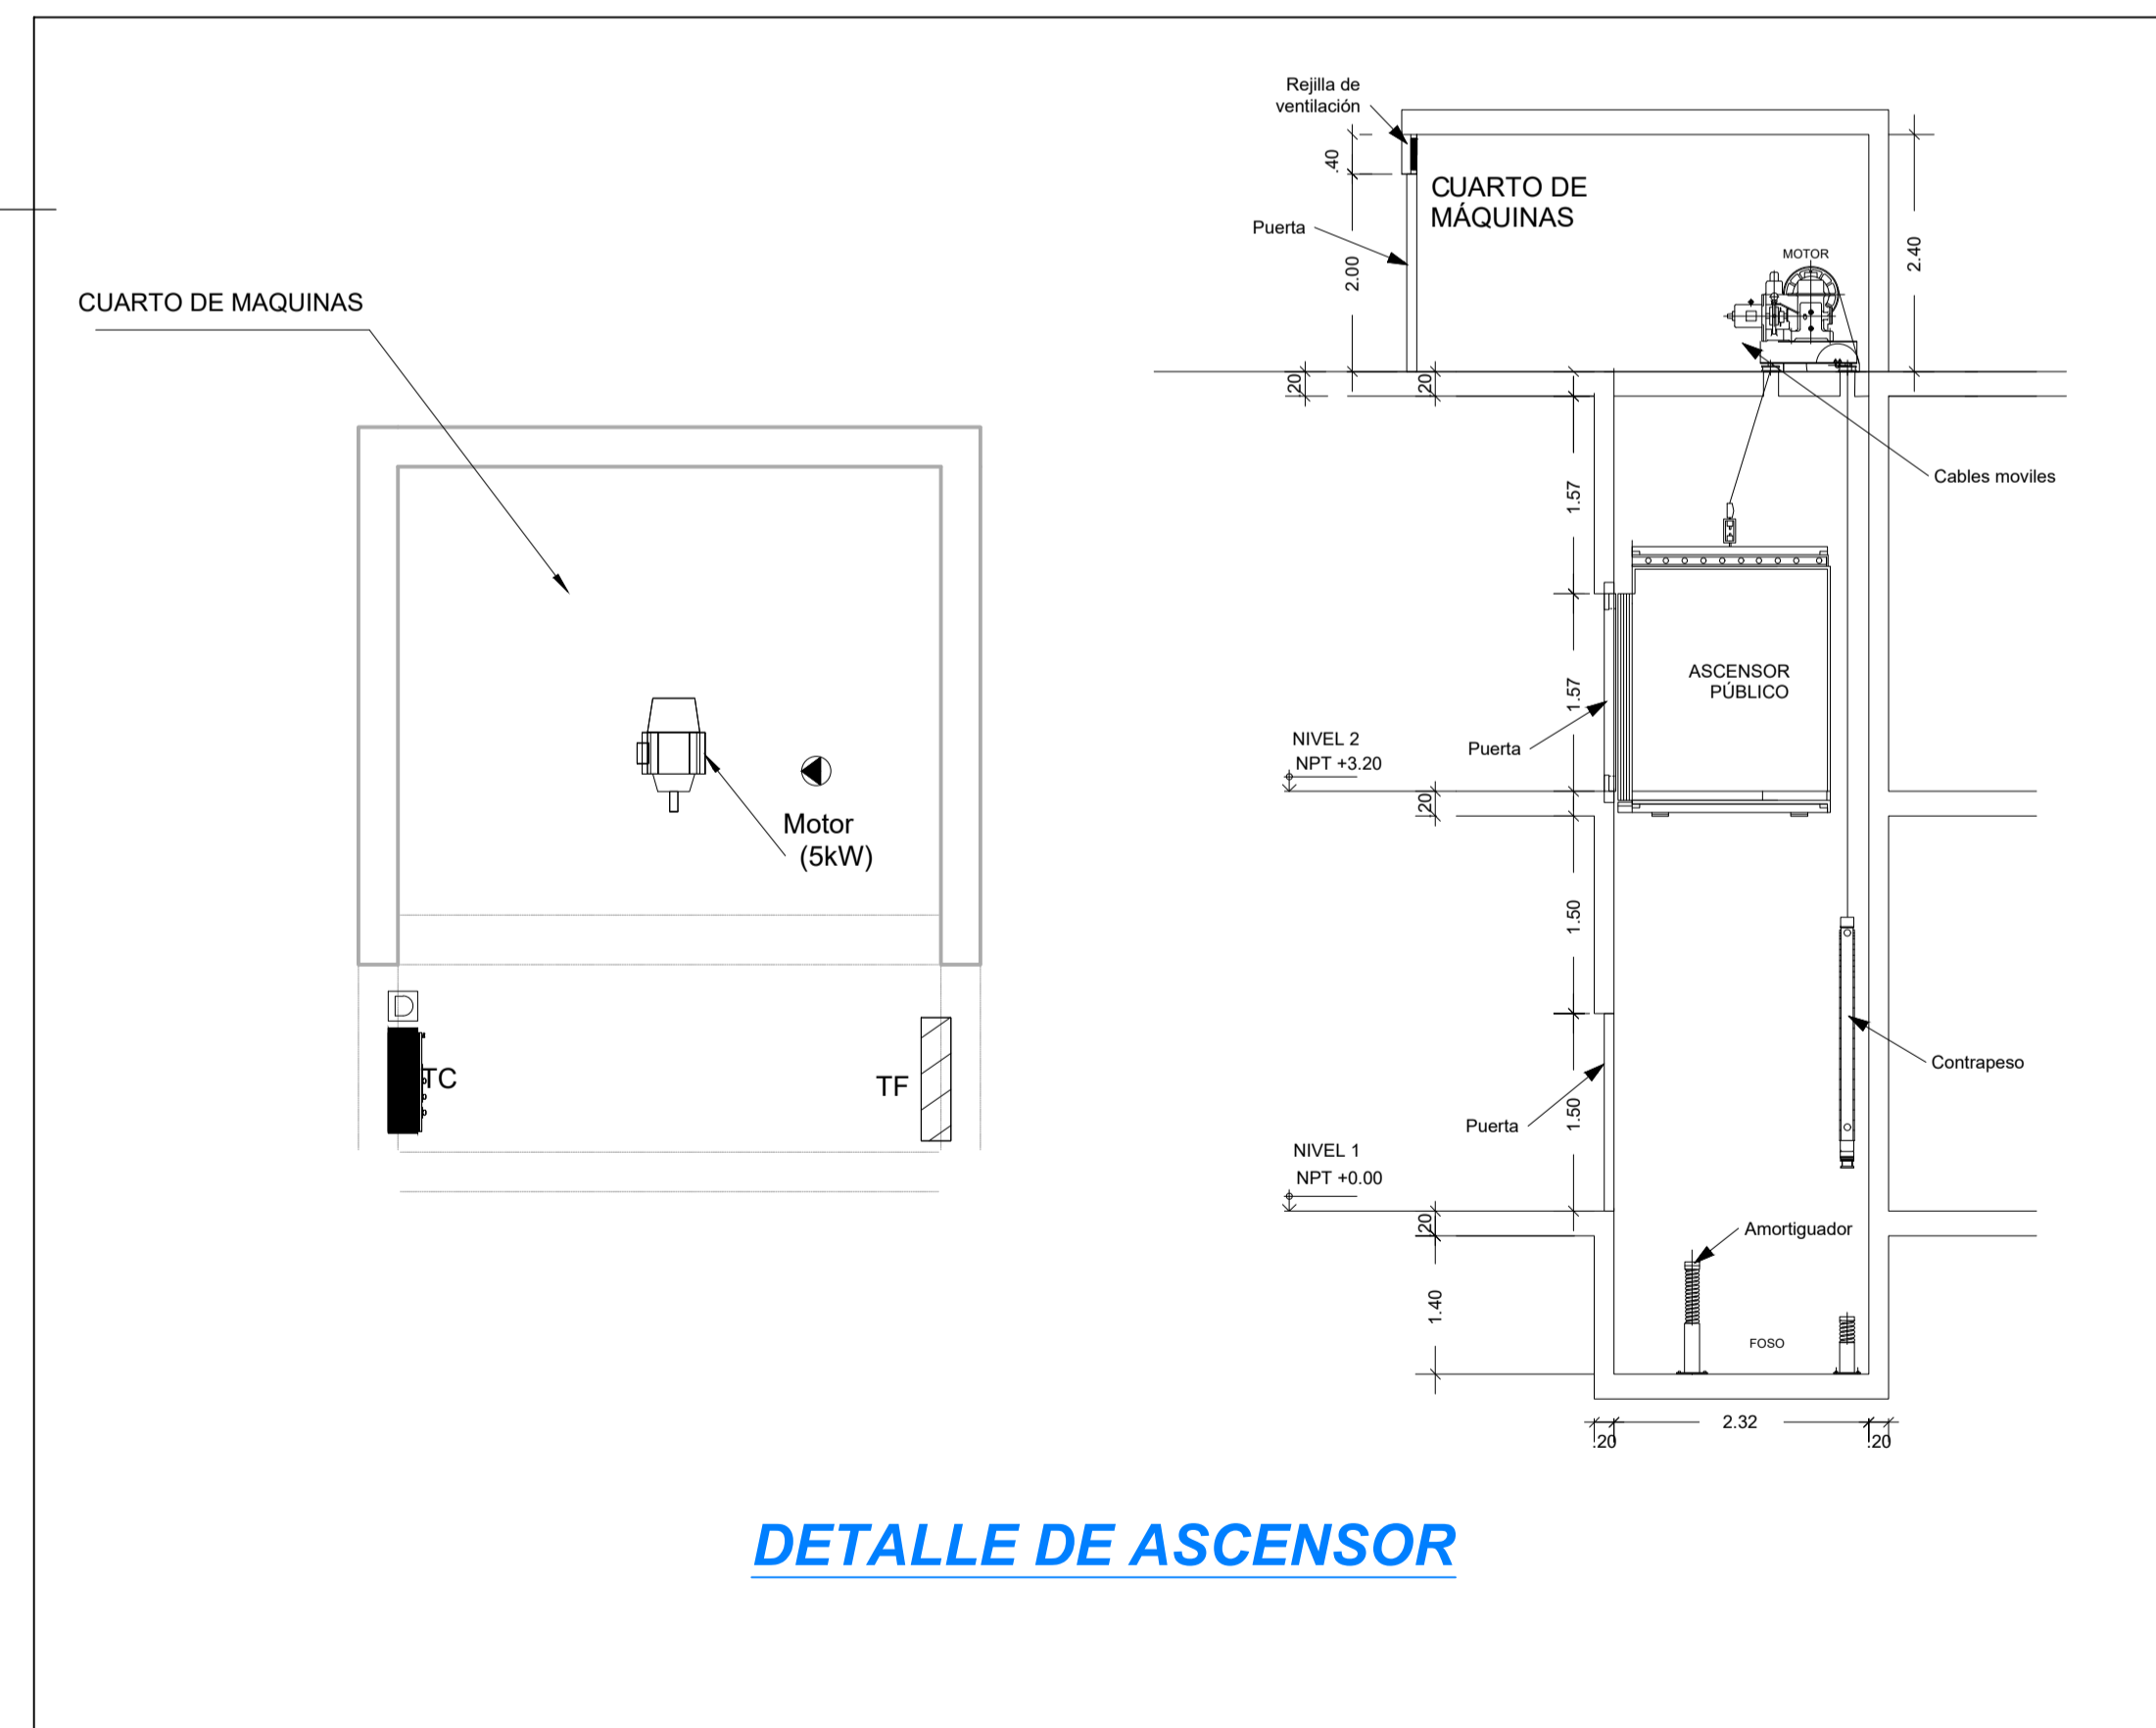 CUARTO DE MAQUINAS
Motor
(5kW)
D
TC
TF
Rejilla de
ventilación
.40
CUARTO DE
MÁQUINAS
Puerta
2.00
2.40
MOTOR
.20
.20
Cables moviles
1.57
ASCENSOR
PÚBLICO
1.57
Puerta
NIVEL 2
NPT +3.20
.20
1.50
Contrapeso
1.50
Puerta
NIVEL 1
NPT +0.00
.20
Amortiguador
1.40
FOSO
2.32
.20
.20
DETALLE DE ASCENSOR